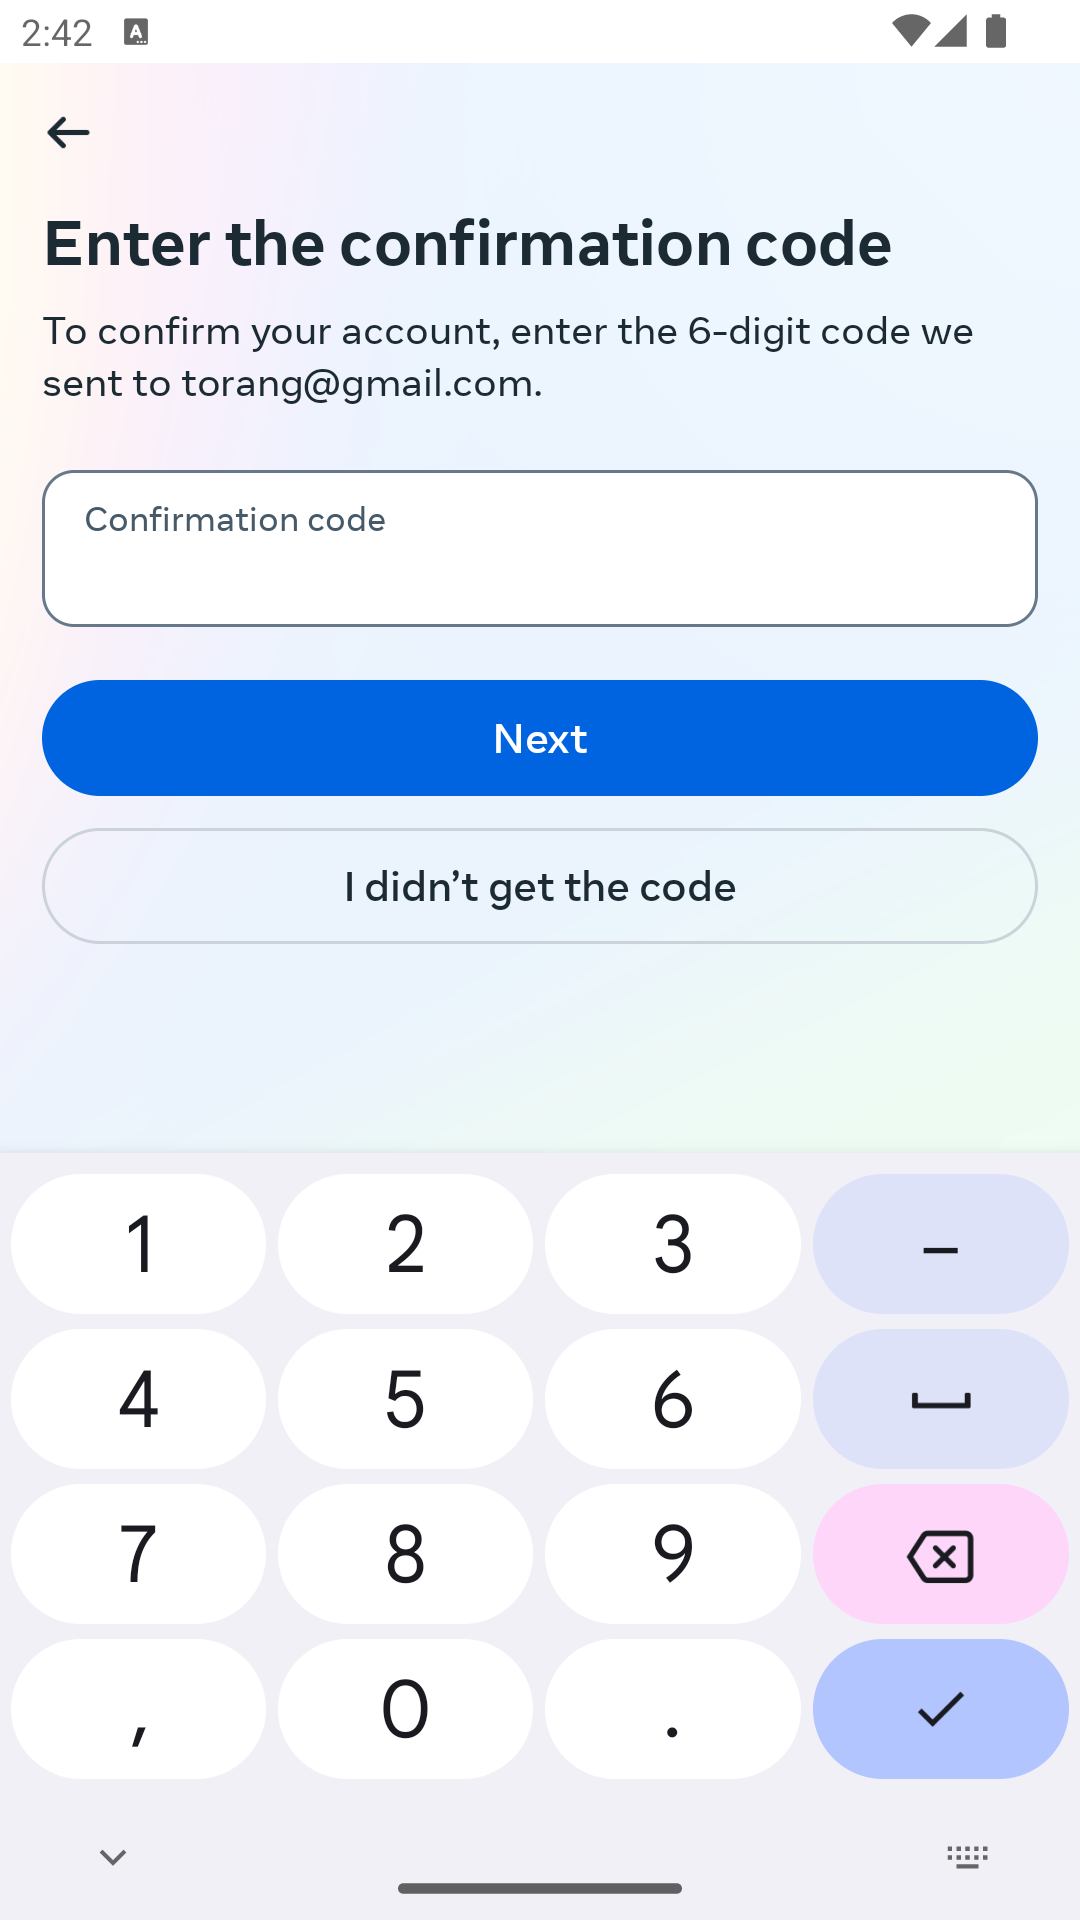 2:42
Enter the confirmation code
To confirm your account, enter the 6-digit code we
sent to torang@gmail.com.
Confirmation code
Next
I didn’t get the code
1 2 3 –
4 5 6
7 8 9
, 0 .